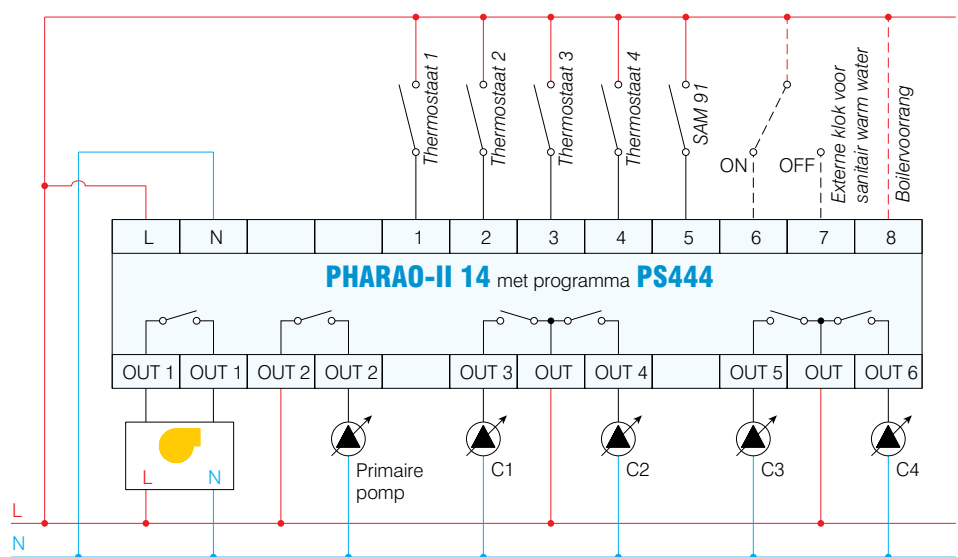 Thermostaat 1
Thermostaat 2
Thermostaat 3
Thermostaat 4
SAM 91
ON
OFF
Externe klok voor
sanitair warm water
Boilervoorrang
L N 1 2 3 4 5 6 7 8
PHARAO-II 14 met programma PS444
OUT 1 OUT 1 OUT 2 OUT 2 OUT 3 OUT OUT 4 OUT 5 OUT OUT 6
L N
Primaire
pomp
C1
C2
C3
C4
L
N